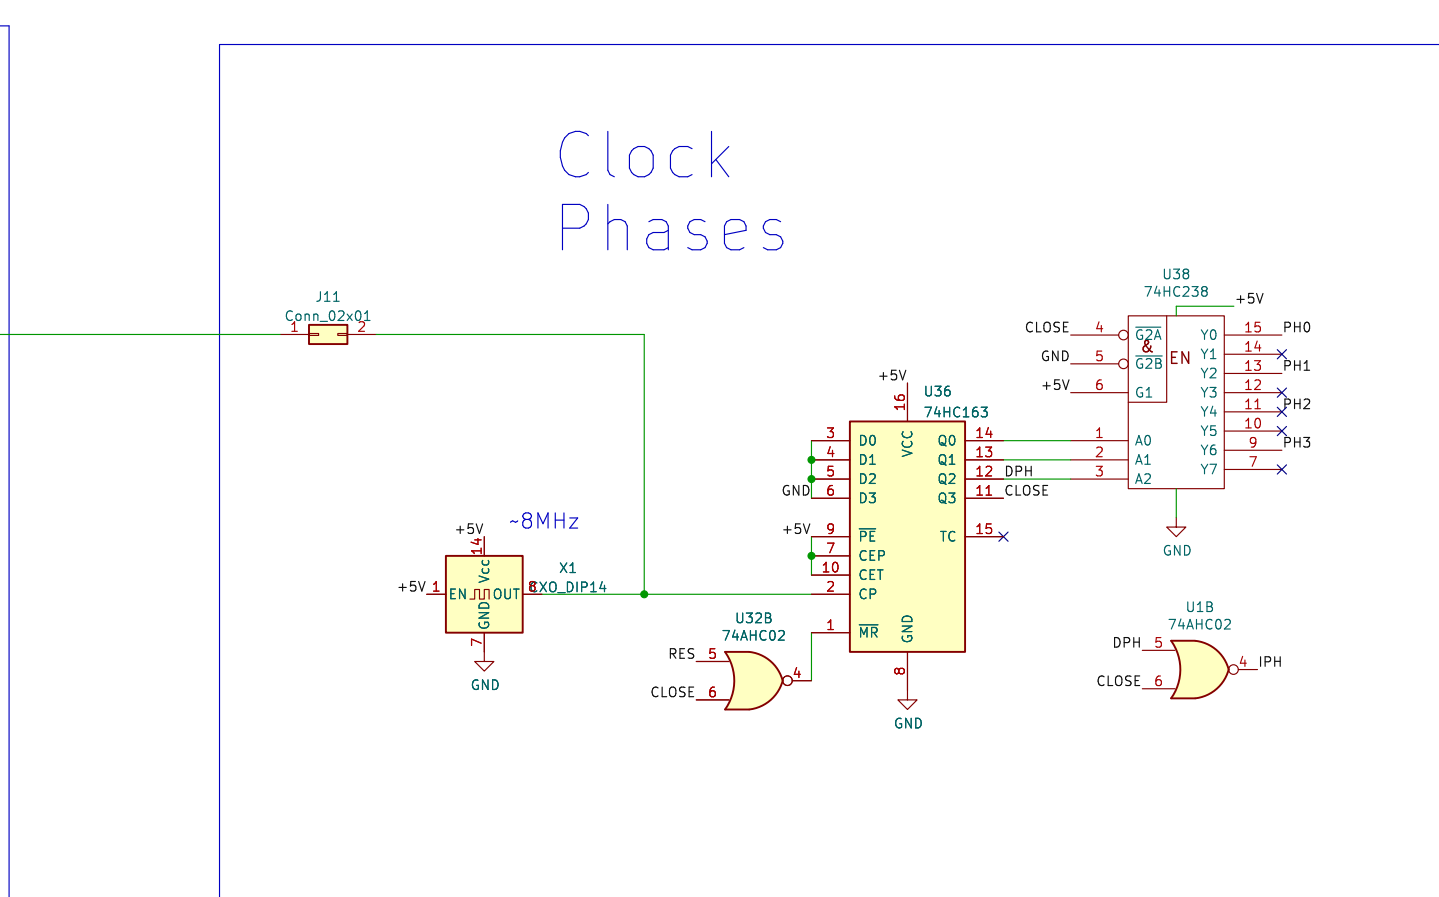 Clock
Phases
J11
Conn_02x01
1 2
~8MHz
+5V
14
X1
CXO_DIP14
+5V 1 EN Vcc OUT 8
GND
7
GND
U32B
74AHC02
RES 5
CLOSE 6
4
+5V
16
U36
74HC163
VCC
3 D0 Q0 14
4 D1 Q1 13
5 D2 Q2 12 DPH
GND 6 D3 Q3 11 CLOSE
+5V 9 PE TC 15
7 CEP
10 CET
2 CP
1 MR
GND
8
GND
U38
74HC238
+5V
CLOSE 4 G2A Y0 15 PH0
& EN
Y1 14
GND 5 G2B Y2 13 PH1
+5V 6 G1 Y3 12
Y4 11 PH2
Y5 10
1 A0
2 A1 Y6 9 PH3
3 A2 Y7 7
GND
U1B
74AHC02
DPH 5
CLOSE 6
4 IPH